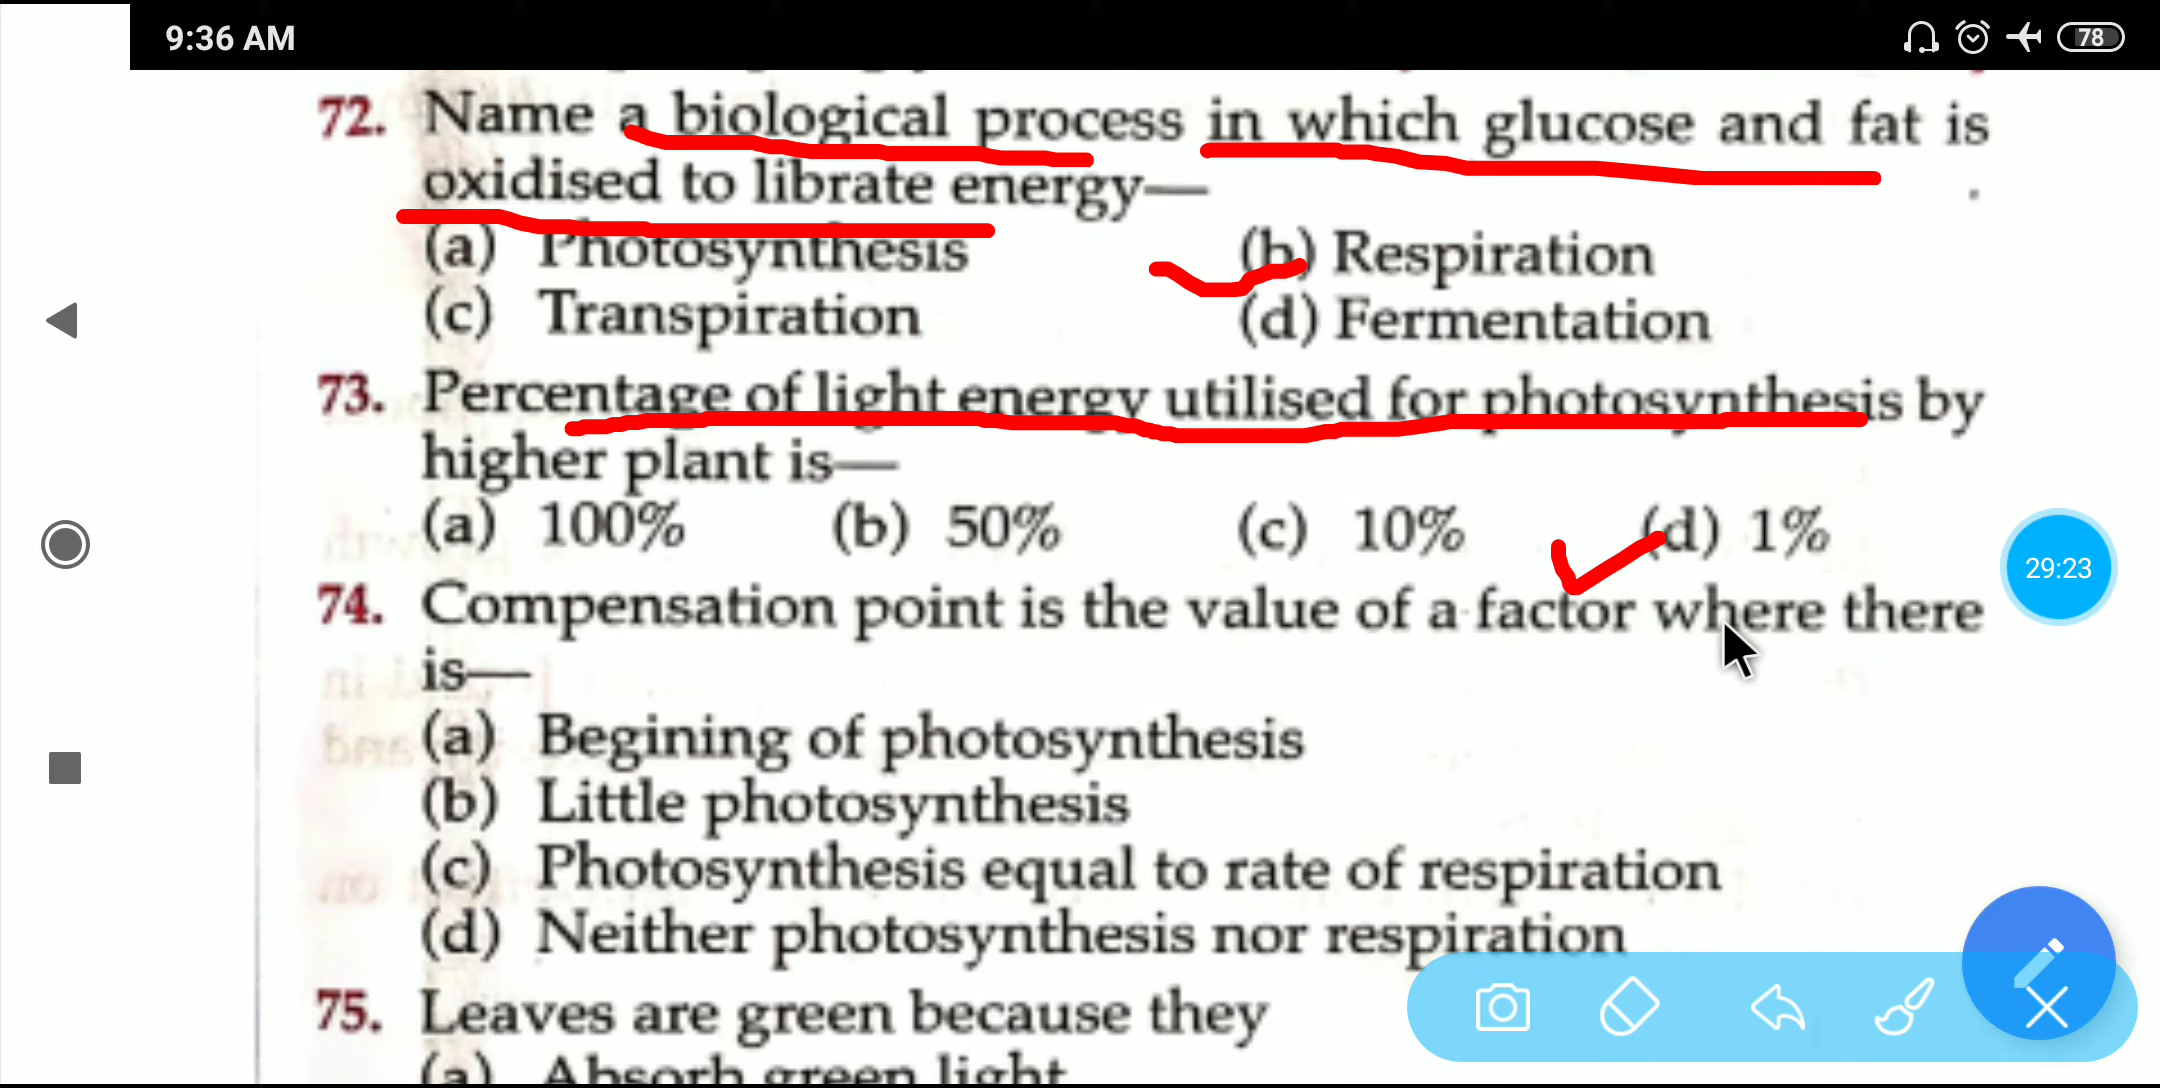 9:36 AM
78
72. Name a biological process in which glucose and fat is
oxidised to librate energy—
(a) Photosynthesis (b) Respiration
(c) Transpiration (d) Fermentation
73. Percentage of light energy utilised for photosynthesis by
higher plant is—
(a) 100% (b) 50% (c) 10% (d) 1%
29:23
74. Compensation point is the value of a factor where there
is—
(a) Begining of photosynthesis
(b) Little photosynthesis
(c) Photosynthesis equal to rate of respiration
(d) Neither photosynthesis nor respiration
75. Leaves are green because they
(a) Absorb green light